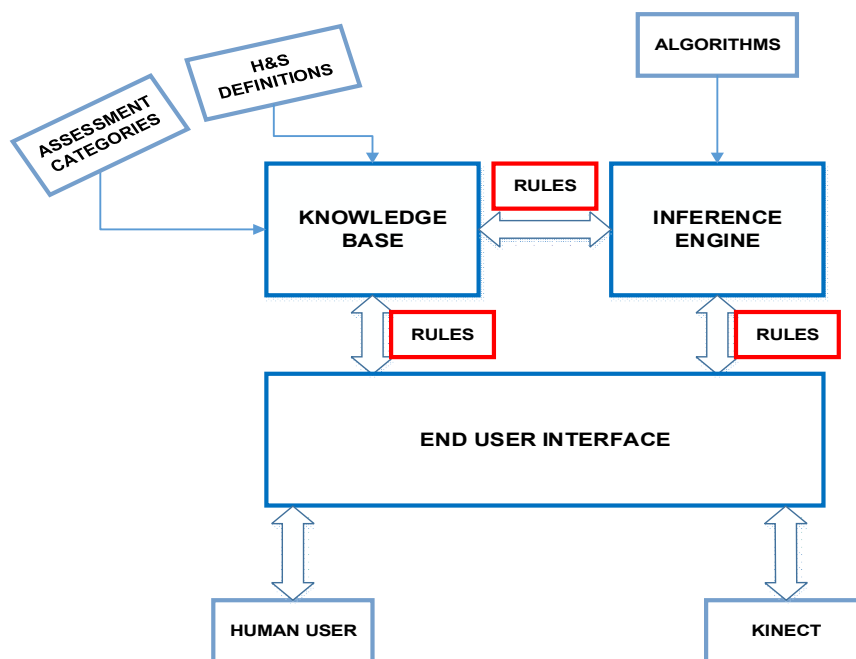 H&S
DEFINITIONS
ALGORITHMS
ASSESSMENT
CATEGORIES
RULES
KNOWLEDGE
BASE
INFERENCE
ENGINE
RULES
RULES
END USER INTERFACE
HUMAN USER
KINECT